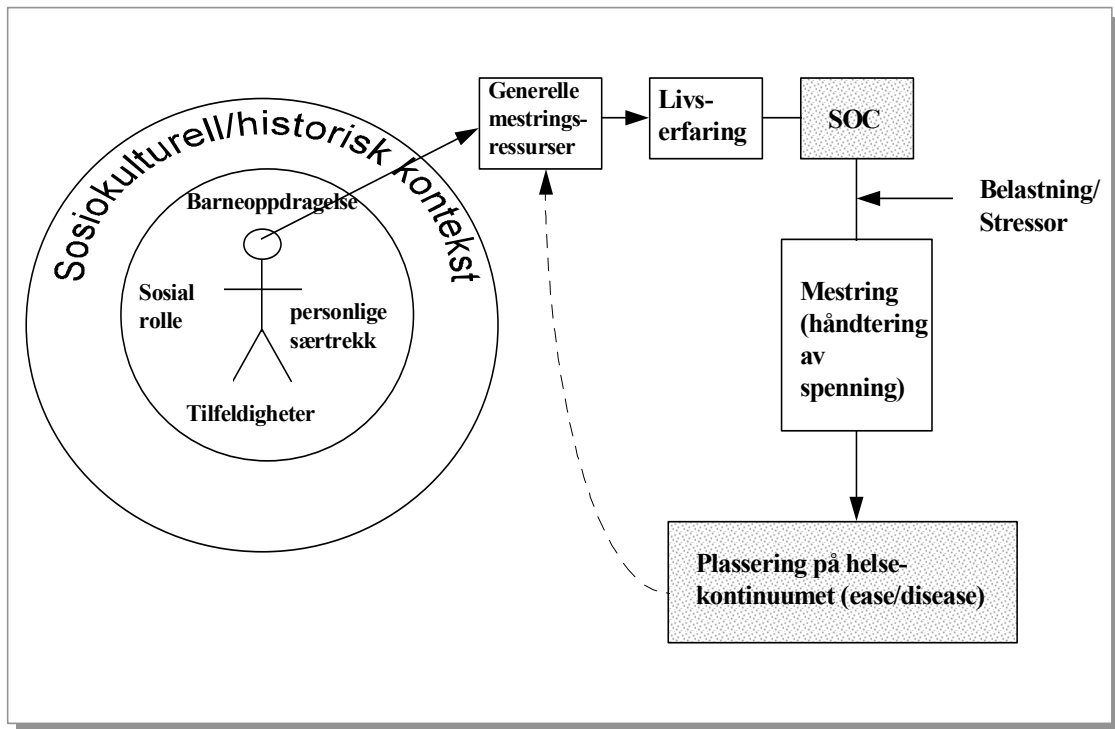 Sosiokulturell/historisk kontekst
Barneoppdragelse
Sosial
rolle
personlige
særtrekk
Tilfeldigheter
Generelle
mestrings-
ressurser
Livs-
erfaring
SOC
Belastning/
Stressor
Mestring
(håndtering
av
spenning)
Plassering på helse-
kontinuumet (ease/disease)